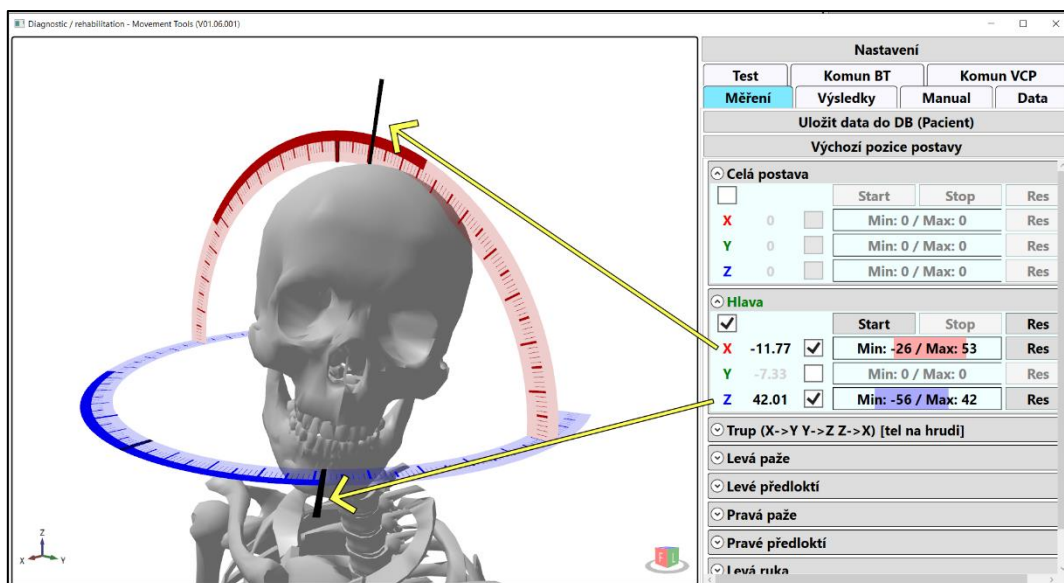 Diagnostic / rehabilitation - Movement Tools (V01.06.001)
Nastavení
Test Komun BT Komun VCP
Měření Výsledky Manual Data
Uložit data do DB (Pacient)
Výchozí pozice postavy
Celá postava
Start Stop Res
X 0 Min: 0 / Max: 0 Res
Y 0 Min: 0 / Max: 0 Res
Z 0 Min: 0 / Max: 0 Res
Hlava
Start Stop Res
X -11.77 Min: -26 / Max: 53 Res
Y -7.33 Min: 0 / Max: 0 Res
Z 42.01 Min: -56 / Max: 42 Res
Trup (X->Y Y->Z Z->X) [tel na hrudi]
Levá paže
Levé předloktí
Pravá paže
Pravé předloktí
Levá ruka
Z
X Y
F L